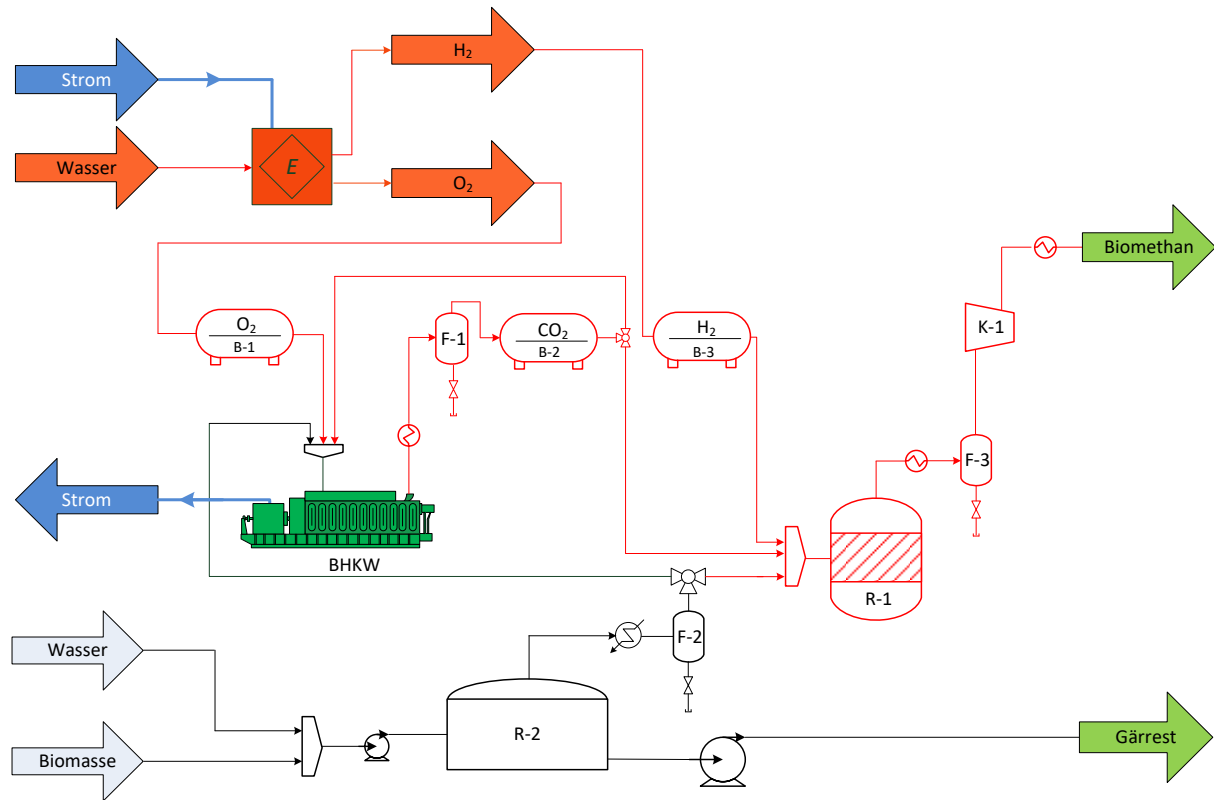 H₂
Strom
Wasser
E
O₂
Biomethan
O₂
B-1
F-1
CO₂
B-2
H₂
B-3
K-1
F-3
Strom
BHKW
R-1
Wasser
F-2
R-2
Biomasse
Gärrest